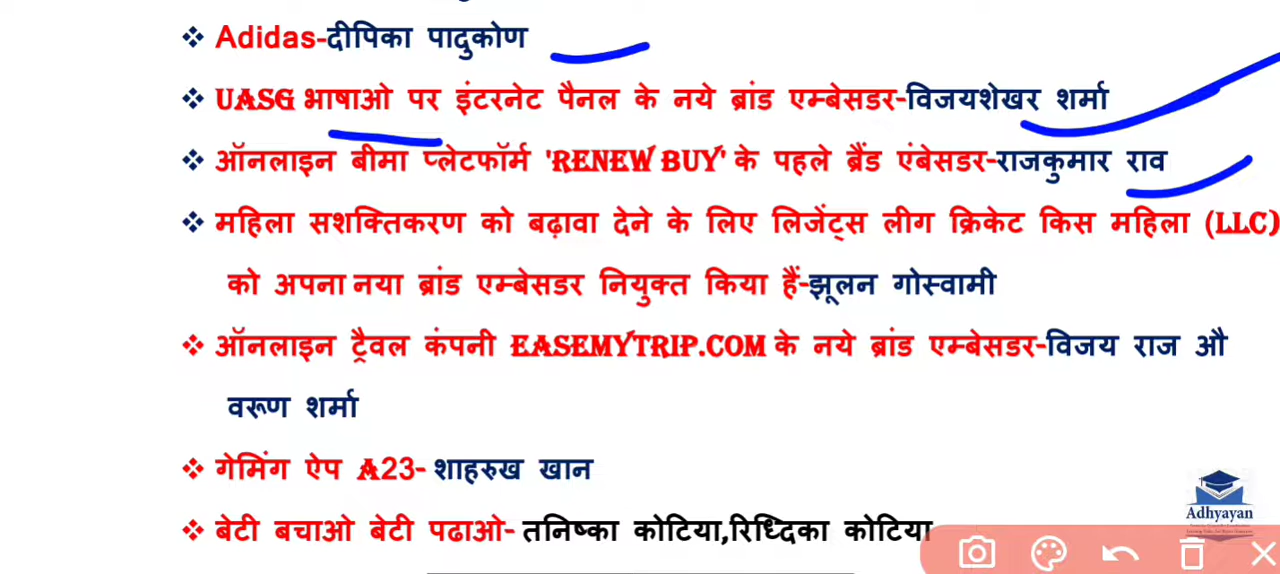 ❖ Adidas-दीपिका पादुकोण
❖ UASG भाषाओ पर इंटरनेट पैनल के नये ब्रांड एम्बेसडर-विजयशेखर शर्मा
❖ ऑनलाइन बीमा प्लेटफॉर्म 'RENEW BUY' के पहले ब्रैंड एंबेसडर-राजकुमार राव
❖ महिला सशक्तिकरण को बढ़ावा देने के लिए लिजेंट्स लीग क्रिकेट किस महिला (LLC)
को अपना नया ब्रांड एम्बेसडर नियुक्त किया हैं-झूलन गोस्वामी
❖ ऑनलाइन ट्रैवल कंपनी EASEMYTRIP.COM के नये ब्रांड एम्बेसडर-विजय राज औ
वरूण शर्मा
❖ गेमिंग ऐप A23- शाहरुख खान
❖ बेटी बचाओ बेटी पढाओ- तनिष्का कोटिया,रिध्दिका कोटिया
Adhyayan